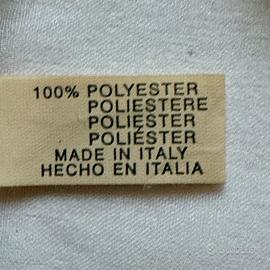 100% POLYESTER
POLIESTERE
POLIESTER
POLIÉSTER
MADE IN ITALY
HECHO EN ITALIA